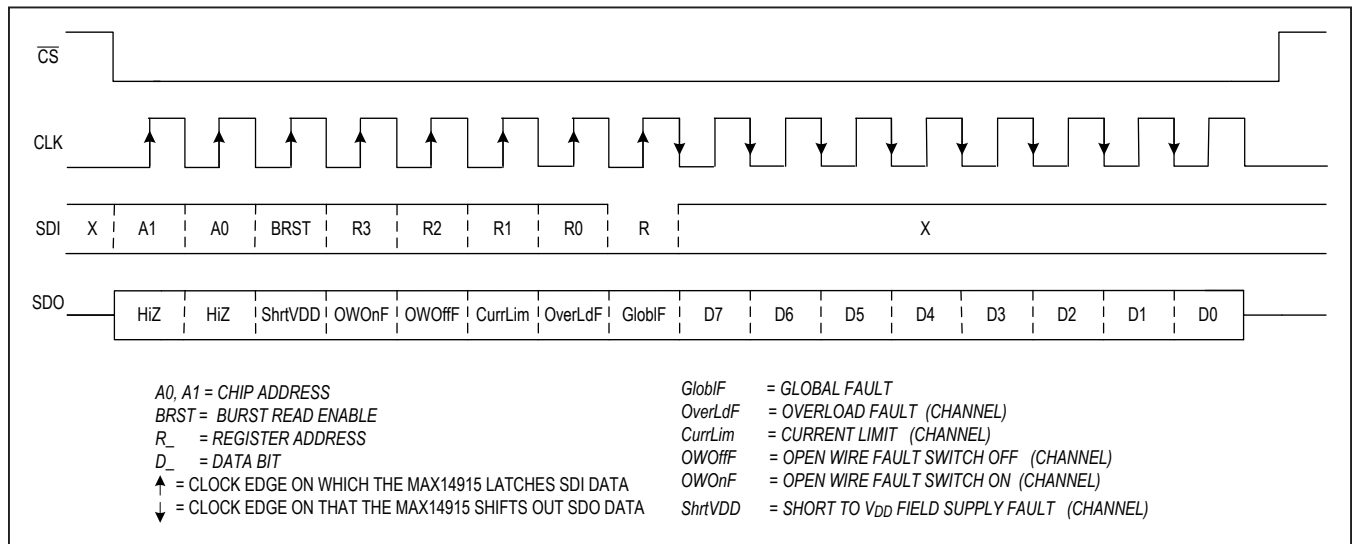 CS
CLK
SDI X A1 A0 BRST R3 R2 R1 R0 R X
SDO HiZ HiZ ShrtVDD OWOnF OWOffF CurrLim OverLdF GloblF D7 D6 D5 D4 D3 D2 D1 D0
A0, A1 = CHIP ADDRESS
BRST = BURST READ ENABLE
R_ = REGISTER ADDRESS
D_ = DATA BIT
↑ = CLOCK EDGE ON WHICH THE MAX14915 LATCHES SDI DATA
↓ = CLOCK EDGE ON THAT THE MAX14915 SHIFTS OUT SDO DATA
GloblF = GLOBAL FAULT
OverLdF = OVERLOAD FAULT (CHANNEL)
CurrLim = CURRENT LIMIT (CHANNEL)
OWOffF = OPEN WIRE FAULT SWITCH OFF (CHANNEL)
OWOnF = OPEN WIRE FAULT SWITCH ON (CHANNEL)
ShrtVDD = SHORT TO VDD FIELD SUPPLY FAULT (CHANNEL)